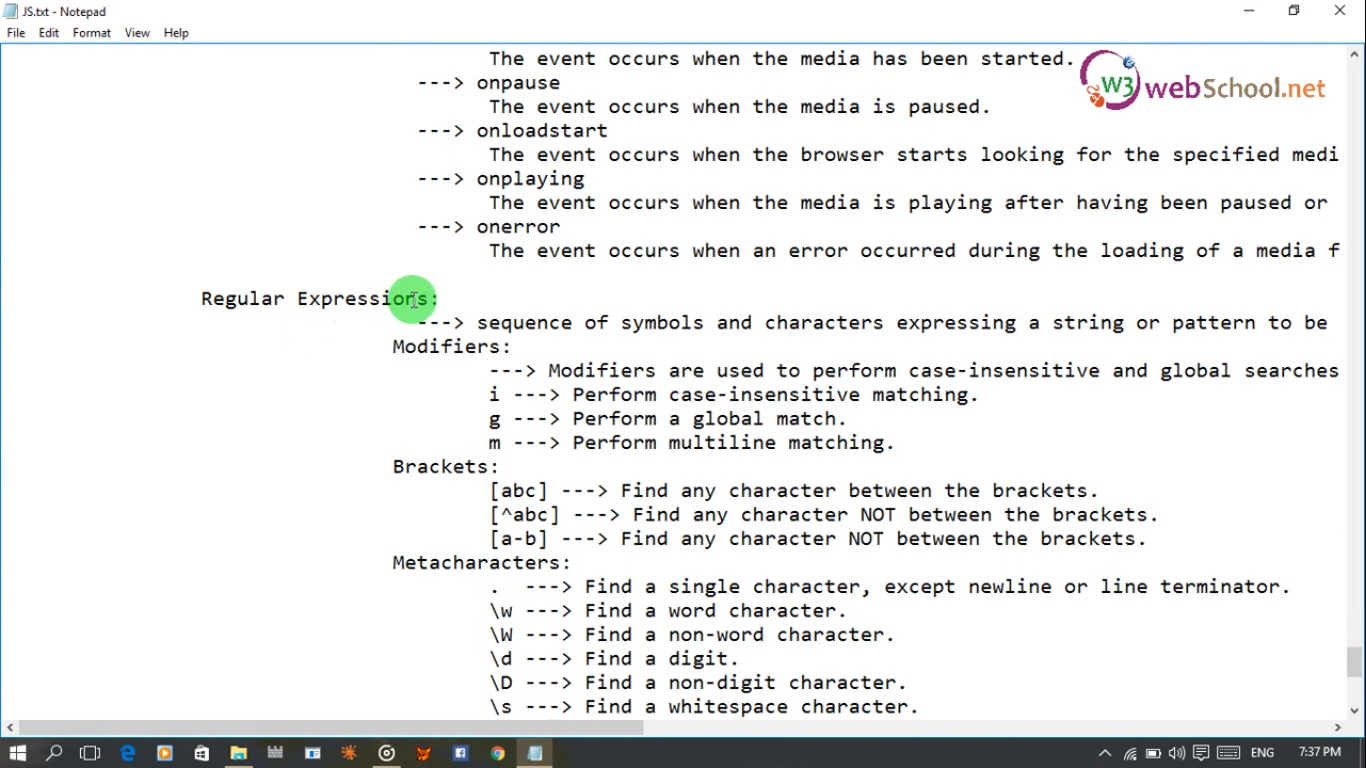 JS.txt - Notepad
File Edit Format View Help
The event occurs when the media has been started.
---> onpause
The event occurs when the media is paused.
---> onloadstart
The event occurs when the browser starts looking for the specified medi
---> onplaying
The event occurs when the media is playing after having been paused or
---> onerror
The event occurs when an error occurred during the loading of a media f
Regular Expressions:
---> sequence of symbols and characters expressing a string or pattern to be
Modifiers:
---> Modifiers are used to perform case-insensitive and global searches
i ---> Perform case-insensitive matching.
g ---> Perform a global match.
m ---> Perform multiline matching.
Brackets:
[abc] ---> Find any character between the brackets.
[^abc] ---> Find any character NOT between the brackets.
[a-b] ---> Find any character NOT between the brackets.
Metacharacters:
. ---> Find a single character, except newline or line terminator.
\w ---> Find a word character.
\W ---> Find a non-word character.
\d ---> Find a digit.
\D ---> Find a non-digit character.
\s ---> Find a whitespace character.
W3 webSchool.net
ENG 7:37 PM